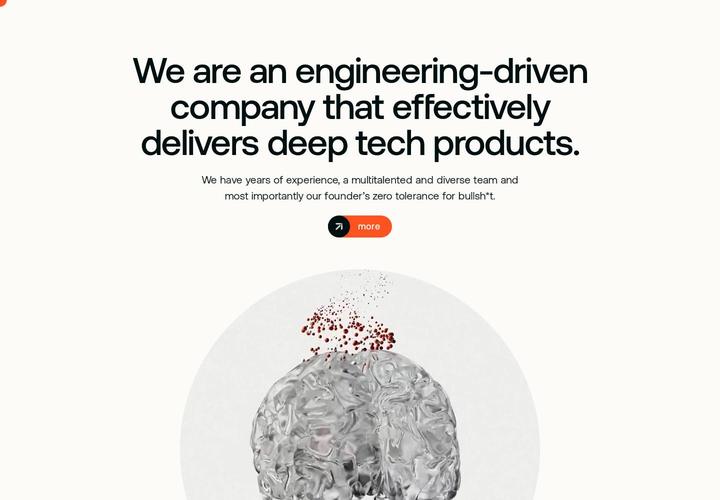 We are an engineering-driven
company that effectively
delivers deep tech products.
We have years of experience, a multitalented and diverse team and
most importantly our founder's zero tolerance for bullsh*t.
more